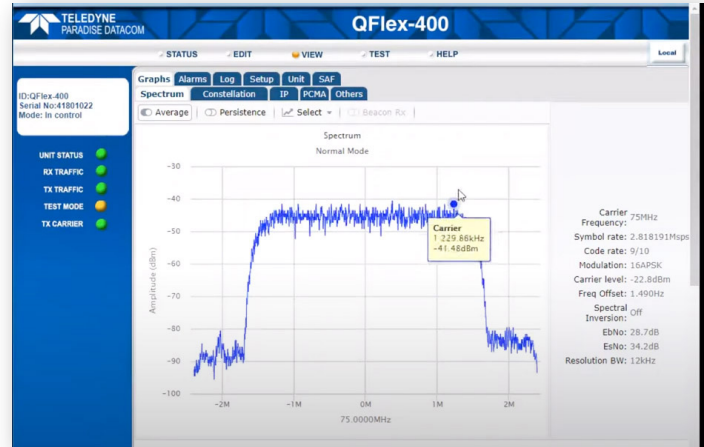 TELEDYNE
PARADISE DATACOM
QFlex-400
STATUS EDIT VIEW TEST HELP
Local
ID:QFlex-400
Serial No:41801022
Mode: In control
UNIT STATUS
RX TRAFFIC
TX TRAFFIC
TEST MODE
TX CARRIER
Graphs Alarms Log Setup Unit SAF
Spectrum Constellation IP PCMA Others
Average Persistence Select Beacon Rx
Spectrum
Normal Mode
Amplitude (dBm)
-30
-40
-50
-60
-70
-80
-90
-100
-2M -1M 0M 1M 2M
75.0000MHz
Carrier
1 229.88kHz
-41.48dBm
Carrier Frequency: 75MHz
Symbol rate: 2.818191Msps
Code rate: 9/10
Modulation: 16APSK
Carrier level: -22.8dBm
Freq Offset: 1.490Hz
Spectral Inversion: Off
EbNo: 28.7dB
EsNo: 34.2dB
Resolution BW: 12kHz